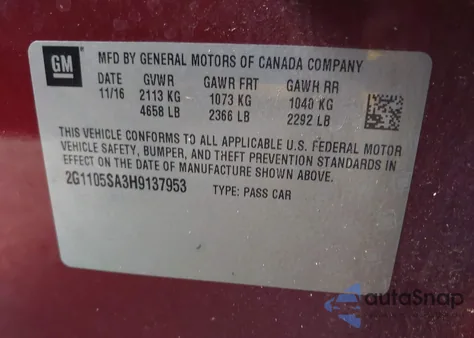 GM
MFD BY GENERAL MOTORS OF CANADA COMPANY
DATE GVWR GAWR FRT GAWR RR
11/16 2113 KG 1073 KG 1040 KG
4658 LB 2366 LB 2292 LB
THIS VEHICLE CONFORMS TO ALL APPLICABLE U.S. FEDERAL MOTOR
VEHICLE SAFETY, BUMPER, AND THEFT PREVENTION STANDARDS IN
EFFECT ON THE DATE OF MANUFACTURE SHOWN ABOVE.
2G1105SA3H9137953 TYPE: PASS CAR
autoSnap